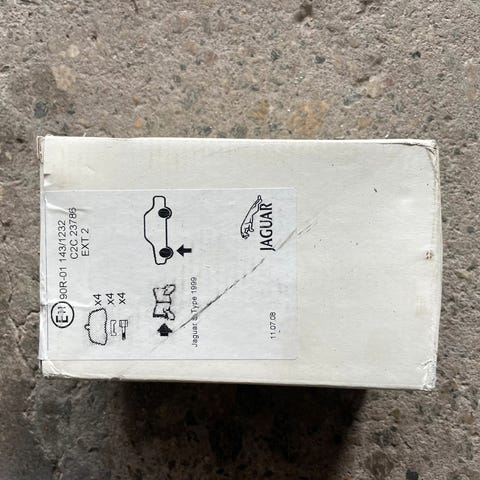 E11 90R-01 143/1232
C2C 23786
EXT 2
X4
X4
X4
Jaguar Type 1999
JAGUAR
11.07.08